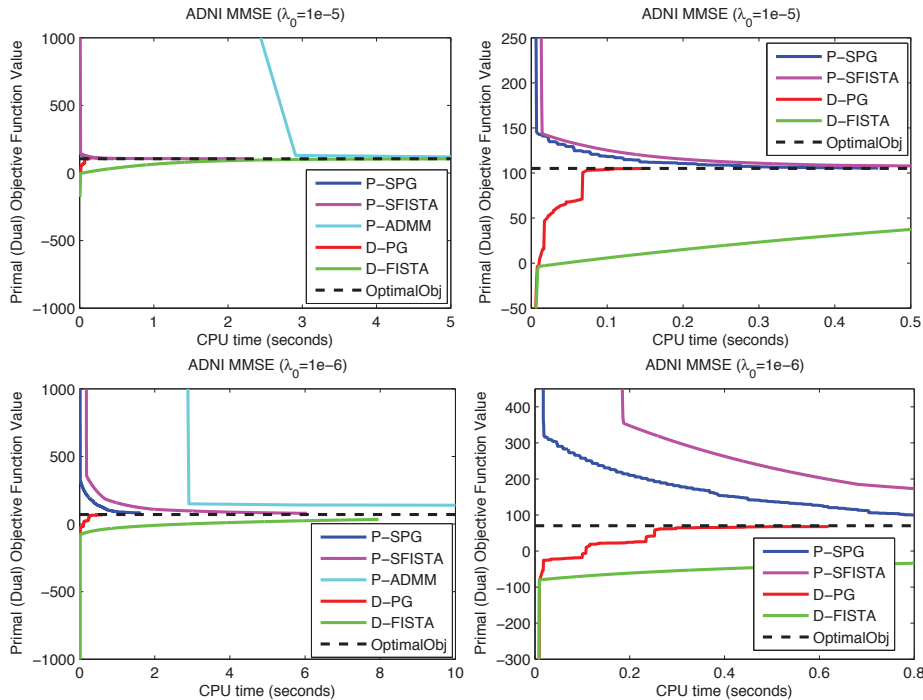 ADNI MMSE (λ0=1e−5)
Primal (Dual) Objective Function Value
1000
500
0
−500
−1000
P−SPG
P−SFISTA
P−ADMM
D−PG
D−FISTA
OptimalObj
0 1 2 3 4 5
CPU time (seconds)
ADNI MMSE (λ0=1e−5)
Primal (Dual) Objective Function Value
250
200
150
100
50
0
−50
P−SPG
P−SFISTA
D−PG
D−FISTA
OptimalObj
0 0.1 0.2 0.3 0.4 0.5
CPU time (seconds)
ADNI MMSE (λ0=1e−6)
Primal (Dual) Objective Function Value
1000
500
0
−500
−1000
P−SPG
P−SFISTA
P−ADMM
D−PG
D−FISTA
OptimalObj
0 2 4 6 8 10
CPU time (seconds)
ADNI MMSE (λ0=1e−6)
Primal (Dual) Objective Function Value
400
300
200
100
0
−100
−200
−300
P−SPG
P−SFISTA
D−PG
D−FISTA
OptimalObj
0 0.2 0.4 0.6 0.8
CPU time (seconds)